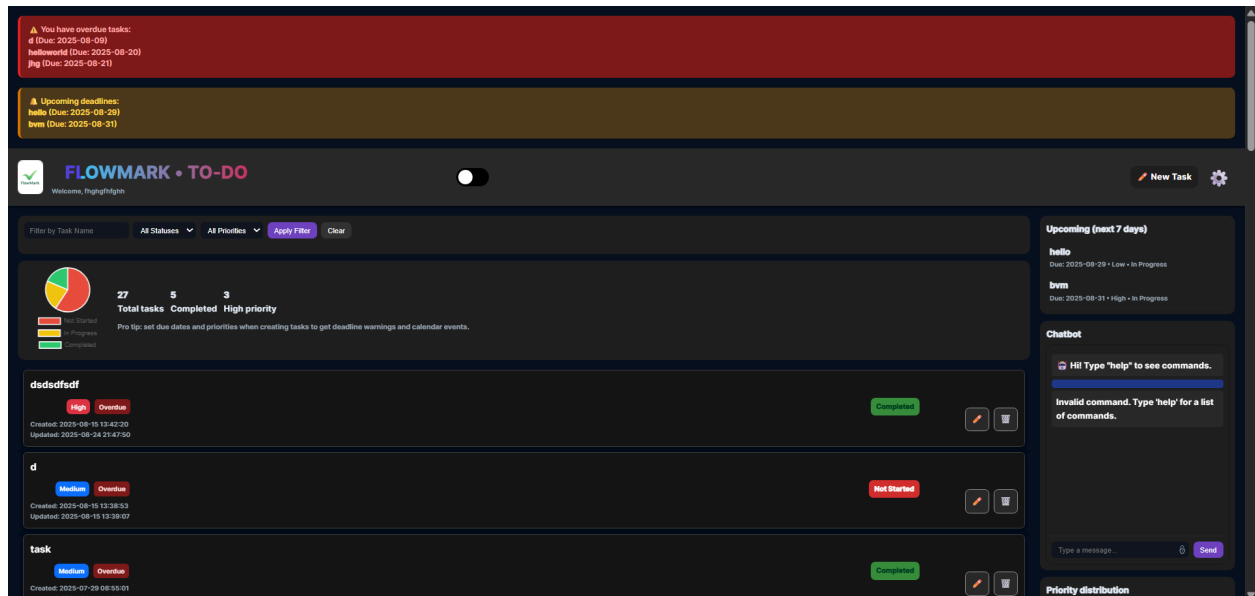 ⚠ You have overdue tasks:
d (Due: 2025-08-09)
helloworld (Due: 2025-08-20)
jhg (Due: 2025-08-21)
🔔 Upcoming deadlines:
hello (Due: 2025-08-29)
bvm (Due: 2025-08-31)
FlowMark
FLOWMARK • TO-DO
Welcome, fhghgfhfghh
New Task
Filter by Task Name
All Statuses
All Priorities
Apply Filter
Clear
Not Started
In Progress
Completed
27
Total tasks
5
Completed
3
High priority
Pro tip: set due dates and priorities when creating tasks to get deadline warnings and calendar events.
dsdsdfsdf
High
Overdue
Completed
Created: 2025-08-15 13:42:20
Updated: 2025-08-24 21:47:50
d
Medium
Overdue
Not Started
Created: 2025-08-15 13:38:53
Updated: 2025-08-15 13:39:07
task
Medium
Overdue
Completed
Created: 2025-07-29 08:55:01
Upcoming (next 7 days)
hello
Due: 2025-08-29 • Low • In Progress
bvm
Due: 2025-08-31 • High • In Progress
Chatbot
🤖 Hi! Type "help" to see commands.
Invalid command. Type 'help' for a list
of commands.
Type a message...
Send
Priority distribution